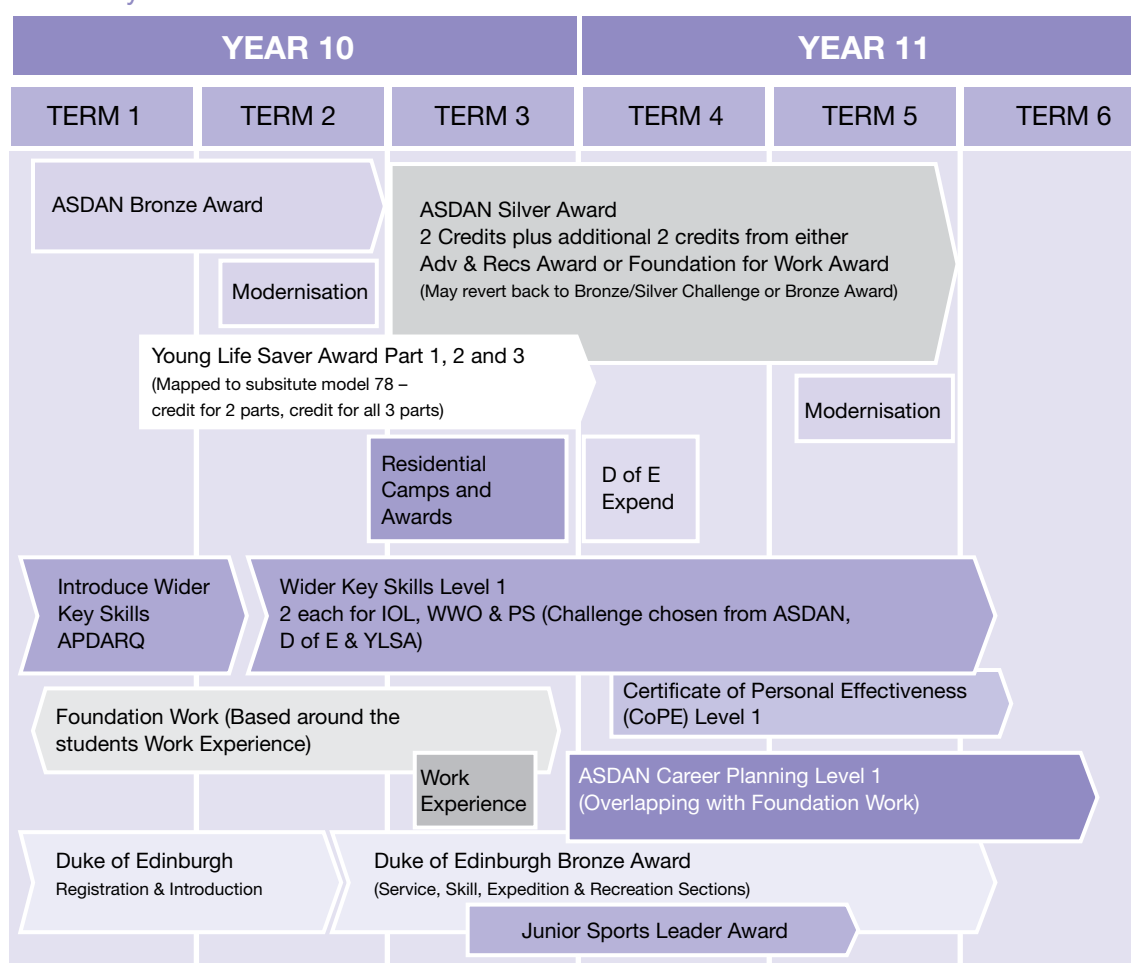 YEAR 10
YEAR 11
TERM 1
TERM 2
TERM 3
TERM 4
TERM 5
TERM 6
ASDAN Bronze Award
ASDAN Silver Award
2 Credits plus additional 2 credits from either
Adv & Recs Award or Foundation for Work Award
(May revert back to Bronze/Silver Challenge or Bronze Award)
Modernisation
Young Life Saver Award Part 1, 2 and 3
(Mapped to subsitute model 78 –
credit for 2 parts, credit for all 3 parts)
Modernisation
Residential
Camps and
Awards
D of E
Expend
Introduce Wider
Key Skills
APDARQ
Wider Key Skills Level 1
2 each for IOL, WWO & PS (Challenge chosen from ASDAN,
D of E & YLSA)
Certificate of Personal Effectiveness
(CoPE) Level 1
Foundation Work (Based around the
students Work Experience)
Work
Experience
ASDAN Career Planning Level 1
(Overlapping with Foundation Work)
Duke of Edinburgh
Registration & Introduction
Duke of Edinburgh Bronze Award
(Service, Skill, Expedition & Recreation Sections)
Junior Sports Leader Award